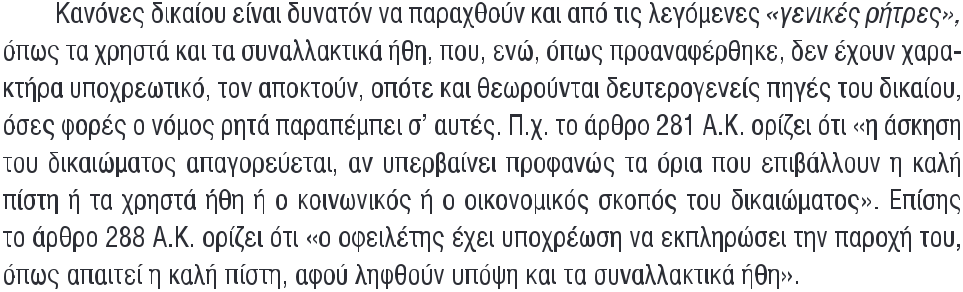 Κανόνες δικαίου είναι δυνατόν να παραχθούν και από τις λεγόμενες «γενικές ρήτρες»,
όπως τα χρηστά και τα συναλλακτικά ήθη, που, ενώ, όπως προαναφέρθηκε, δεν έχουν χαρα-
κτήρα υποχρεωτικό, τον αποκτούν, οπότε και θεωρούνται δευτερογενείς πηγές του δικαίου,
όσες φορές ο νόμος ρητά παραπέμπει σ’ αυτές. Π.χ. το άρθρο 281 Α.Κ. ορίζει ότι «η άσκηση
του δικαιώματος απαγορεύεται, αν υπερβαίνει προφανώς τα όρια που επιβάλλουν η καλή
πίστη ή τα χρηστά ήθη ή ο κοινωνικός ή ο οικονομικός σκοπός του δικαιώματος». Επίσης
το άρθρο 288 Α.Κ. ορίζει ότι «ο οφειλέτης έχει υποχρέωση να εκπληρώσει την παροχή του,
όπως απαιτεί η καλή πίστη, αφού ληφθούν υπόψη και τα συναλλακτικά ήθη».